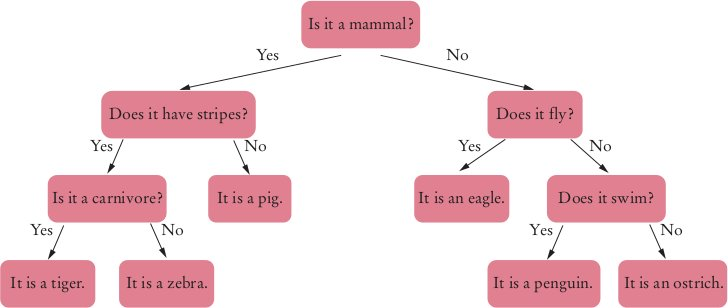 Is it a mammal?
Yes
No
Does it have stripes?
Does it fly?
Yes
No
Yes
No
Is it a carnivore?
It is a pig.
It is an eagle.
Does it swim?
Yes
No
Yes
No
It is a tiger.
It is a zebra.
It is a penguin.
It is an ostrich.